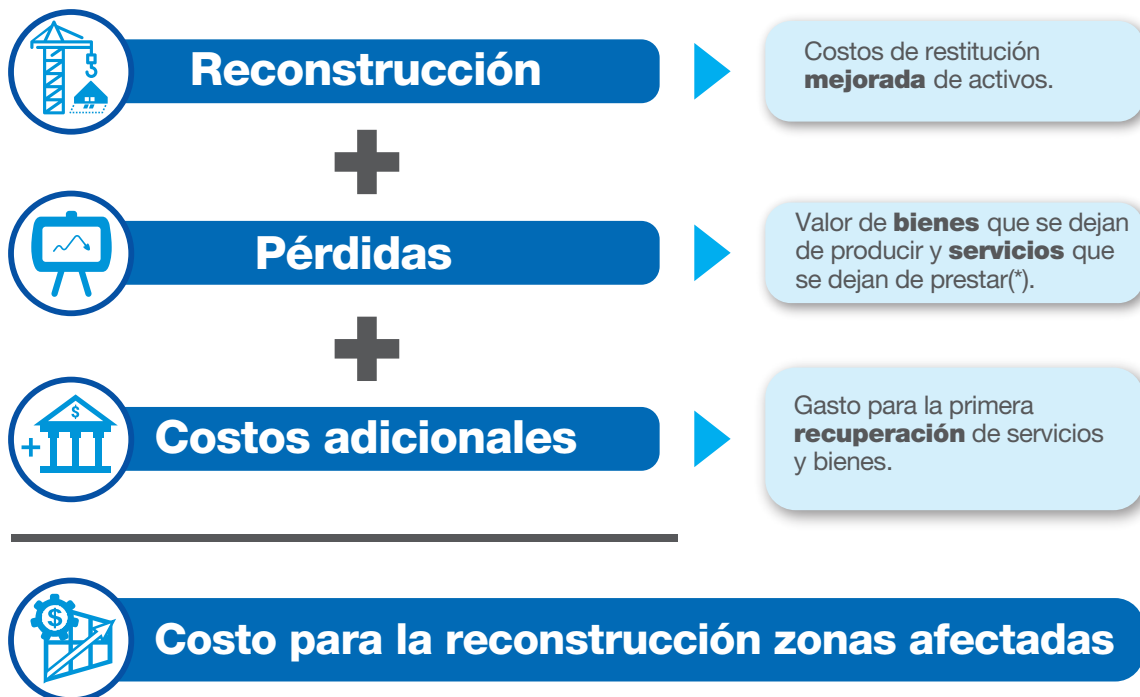 Reconstrucción
Costos de restitución
mejorada de activos.
+
Pérdidas
Valor de bienes que se dejan
de producir y servicios que
se dejan de prestar(*).
+
$
+
Costos adicionales
Gasto para la primera
recuperación de servicios
y bienes.
$
Costo para la reconstrucción zonas afectadas